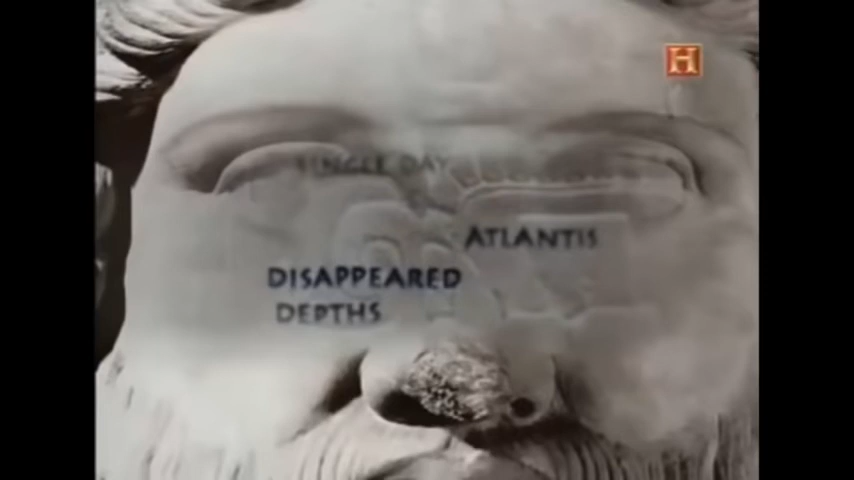 H
SINGLE DAY
ATLANTIS
DISAPPEARED
DEPTHS